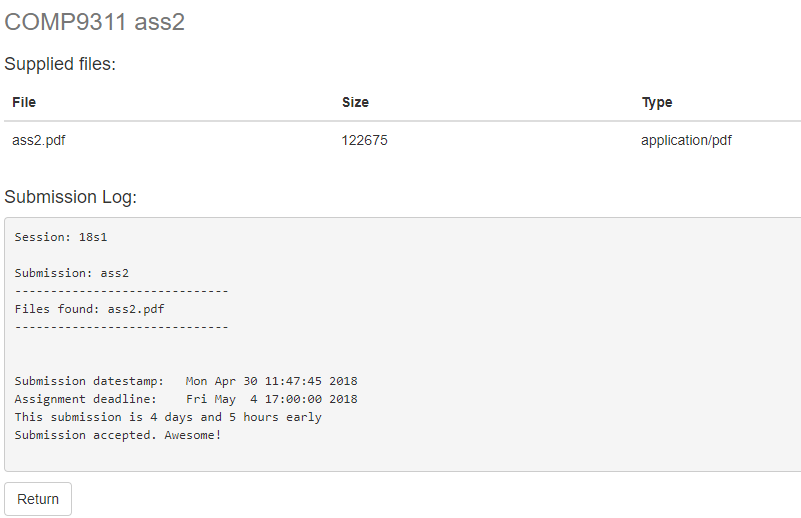 COMP9311 ass2
Supplied files:
File Size Type
ass2.pdf 122675 application/pdf
Submission Log:
Session: 18s1
Submission: ass2
------------------------------
Files found: ass2.pdf
------------------------------
Submission datestamp:   Mon Apr 30 11:47:45 2018
Assignment deadline:    Fri May  4 17:00:00 2018
This submission is 4 days and 5 hours early
Submission accepted. Awesome!
Return